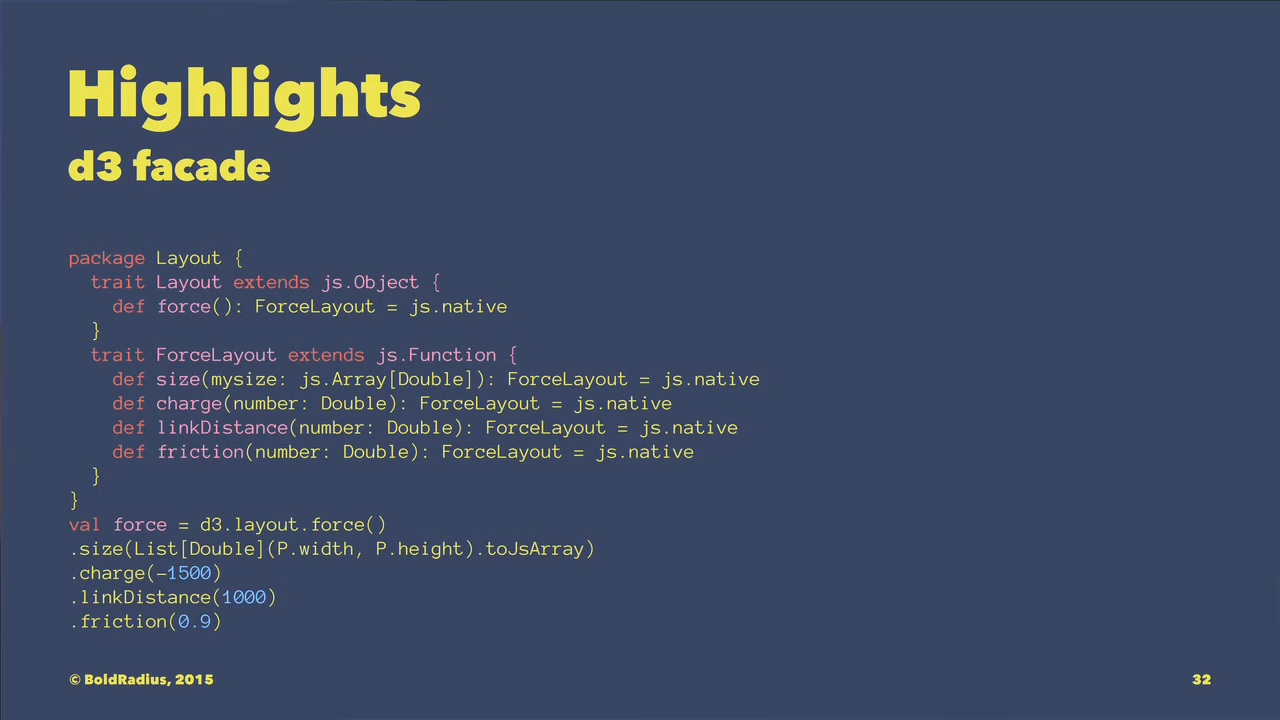 Highlights
d3 facade
package Layout {
  trait Layout extends js.Object {
    def force(): ForceLayout = js.native
  }
  trait ForceLayout extends js.Function {
    def size(mysize: js.Array[Double]): ForceLayout = js.native
    def charge(number: Double): ForceLayout = js.native
    def linkDistance(number: Double): ForceLayout = js.native
    def friction(number: Double): ForceLayout = js.native
  }
}
val force = d3.layout.force()
.size(List[Double](P.width, P.height).toJsArray)
.charge(-1500)
.linkDistance(1000)
.friction(0.9)
© BoldRadius, 2015
32